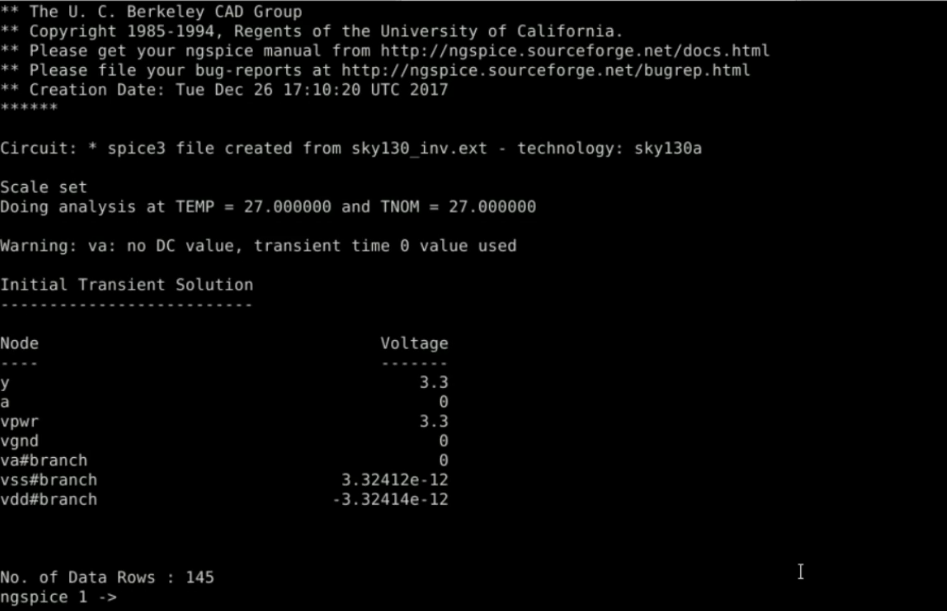 ** The U. C. Berkeley CAD Group
** Copyright 1985-1994, Regents of the University of California.
** Please get your ngspice manual from http://ngspice.sourceforge.net/docs.html
** Please file your bug-reports at http://ngspice.sourceforge.net/bugrep.html
** Creation Date: Tue Dec 26 17:10:20 UTC 2017
******
Circuit: * spice3 file created from sky130_inv.ext - technology: sky130a
Scale set
Doing analysis at TEMP = 27.000000 and TNOM = 27.000000
Warning: va: no DC value, transient time 0 value used
Initial Transient Solution
--------------------------
Node Voltage
---- -------
y 3.3
a 0
vpwr 3.3
vgnd 0
va#branch 0
vss#branch 3.32412e-12
vdd#branch -3.32414e-12
No. of Data Rows : 145
ngspice 1 ->